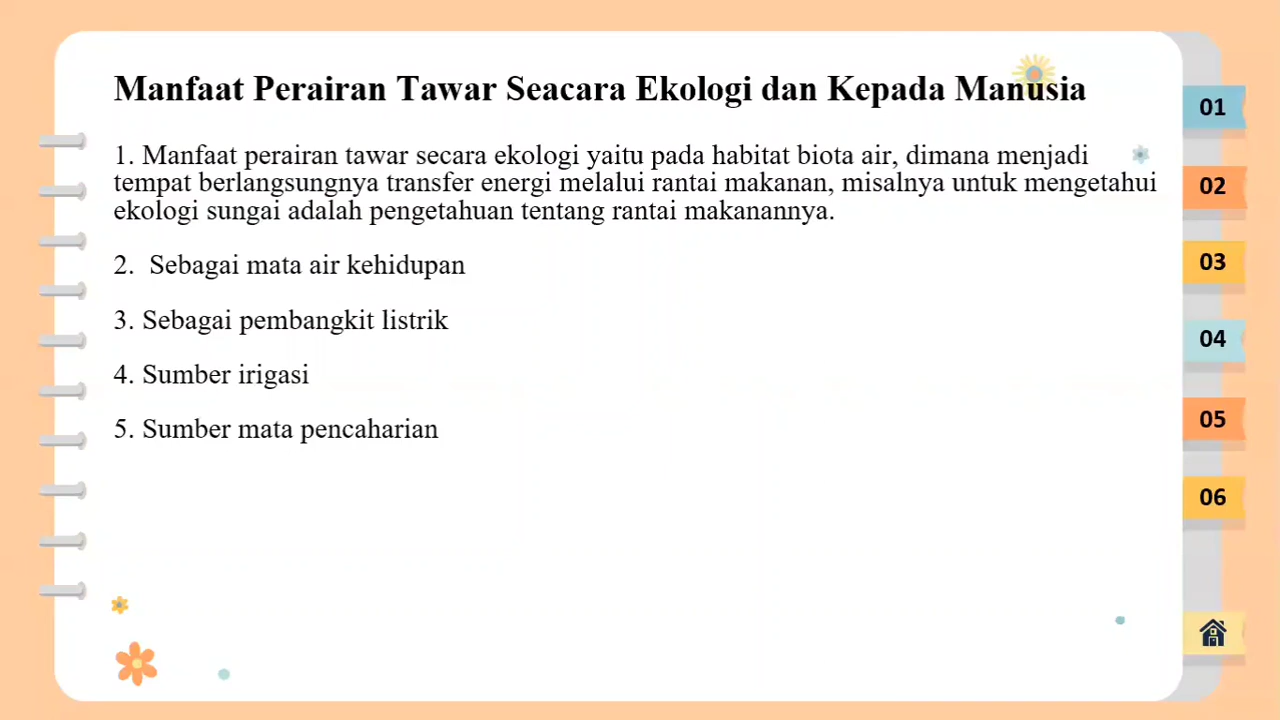 Manfaat Perairan Tawar Seacara Ekologi dan Kepada Manusia
1. Manfaat perairan tawar secara ekologi yaitu pada habitat biota air, dimana menjadi
tempat berlangsungnya transfer energi melalui rantai makanan, misalnya untuk mengetahui
ekologi sungai adalah pengetahuan tentang rantai makanannya.
2. Sebagai mata air kehidupan
3. Sebagai pembangkit listrik
4. Sumber irigasi
5. Sumber mata pencaharian
01
02
03
04
05
06